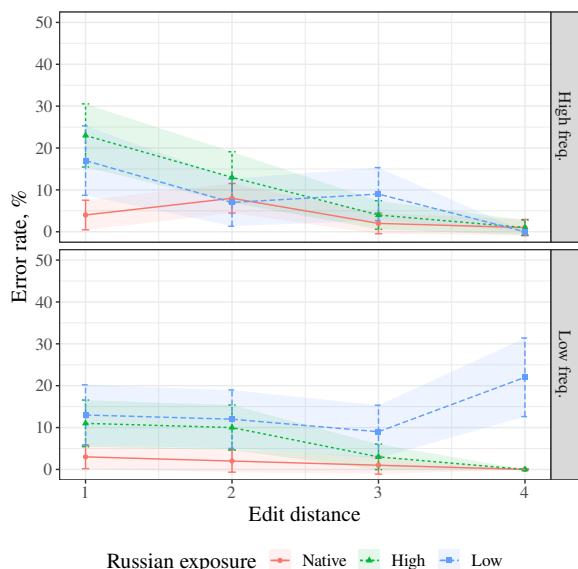 50
40
30
20
10
0
High freq.
Error rate, %
50
40
30
20
10
0
Low freq.
1 2 3 4
Edit distance
Russian exposure Native High Low